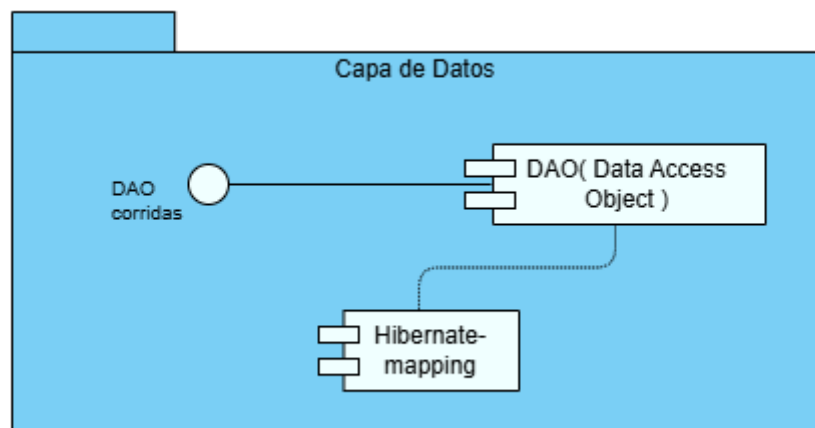 Capa de Datos
DAO
corridas
DAO( Data Access
Object )
Hibernate-
mapping